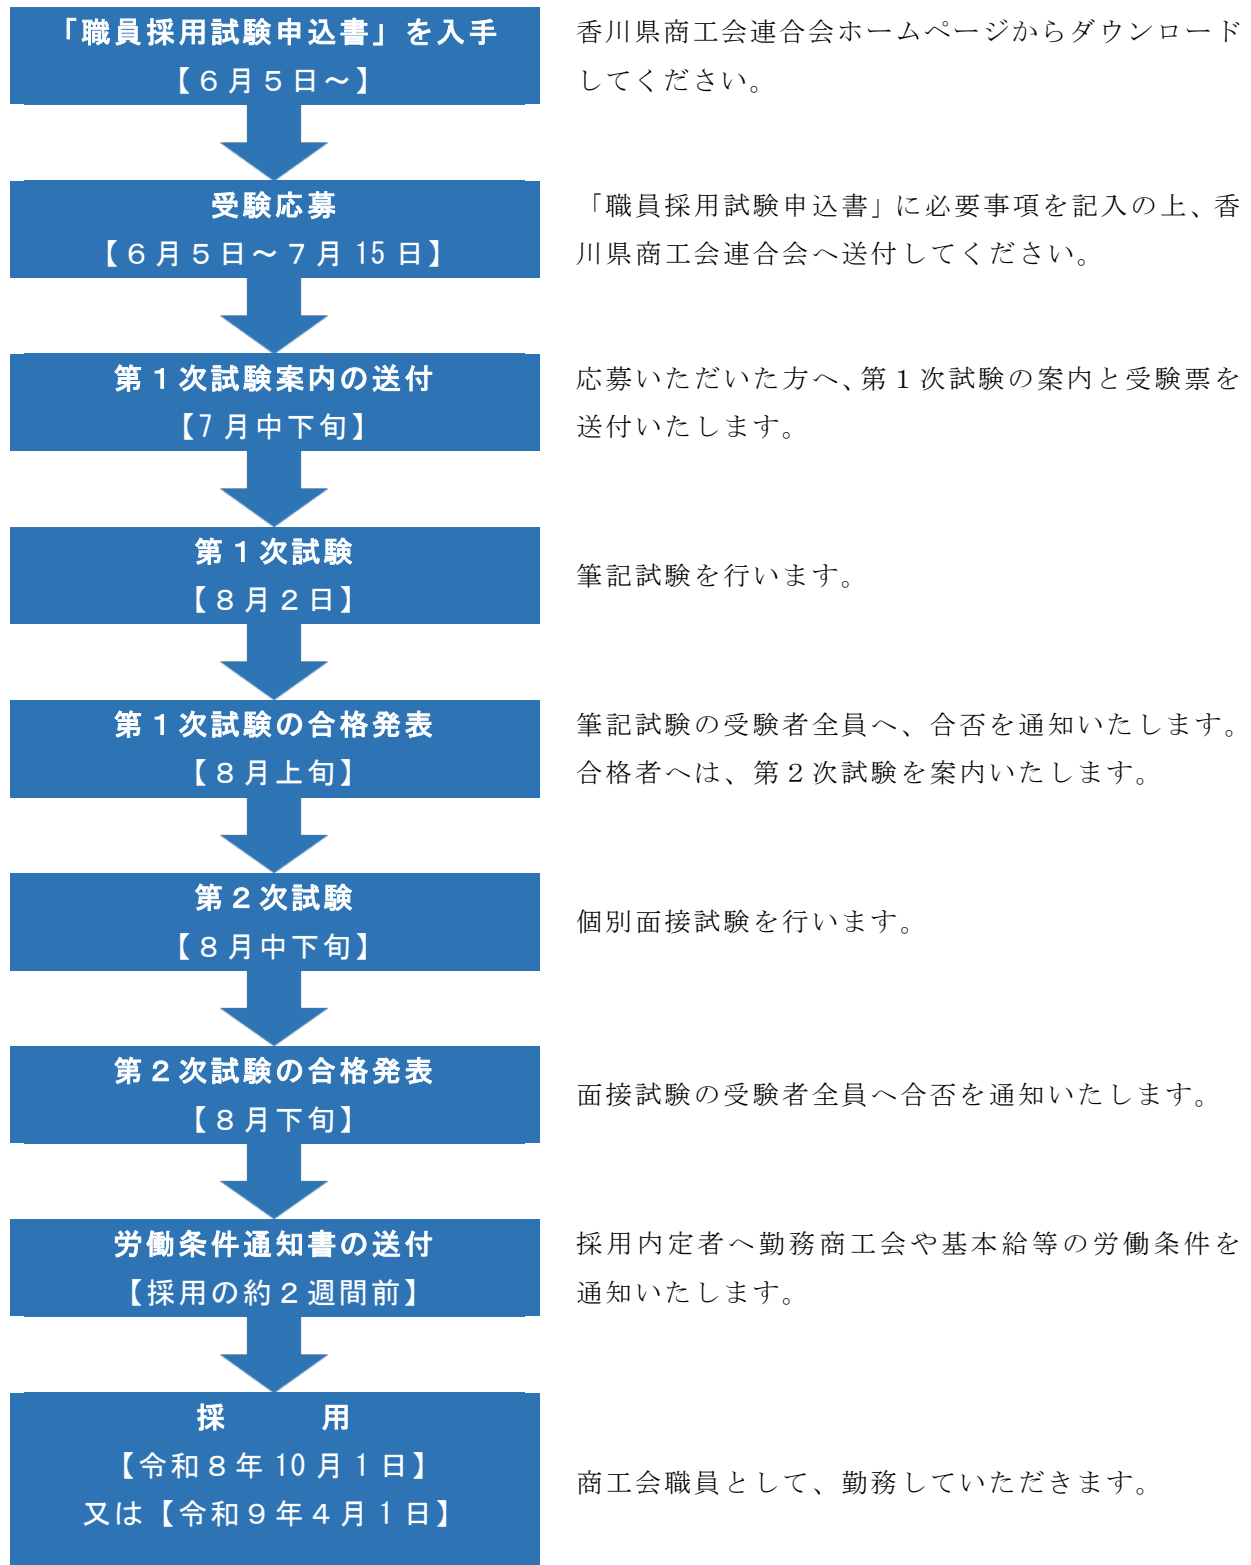 「職員採用試験申込書」を入手
【６月５日～】
香川県商工会連合会ホームページからダウンロード
してください。
受験応募
【６月５日～７月15日】
「職員採用試験申込書」に必要事項を記入の上、香
川県商工会連合会へ送付してください。
第１次試験案内の送付
【7月中下旬】
応募いただいた方へ、第１次試験の案内と受験票を
送付いたします。
第１次試験
【８月２日】
筆記試験を行います。
第１次試験の合格発表
【８月上旬】
筆記試験の受験者全員へ、合否を通知いたします。
合格者へは、第２次試験を案内いたします。
第２次試験
【８月中下旬】
個別面接試験を行います。
第２次試験の合格発表
【８月下旬】
面接試験の受験者全員へ合否を通知いたします。
労働条件通知書の送付
【採用の約２週間前】
採用内定者へ勤務商工会や基本給等の労働条件を
通知いたします。
採　　　用
【令和８年10月１日】
又は【令和９年４月１日】
商工会職員として、勤務していただきます。